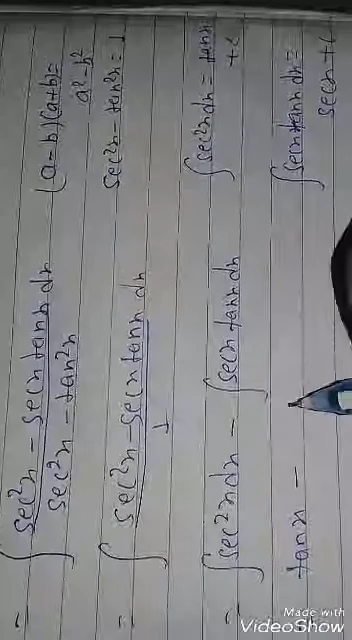 = ∫ sec²x - secx tanx dx / sec²x - tan²x
(a-b)(a+b)=
a²-b²
sec²x - tan²x = 1
= ∫ sec²x - secx tanx dx / 1
= ∫sec²x dx - ∫secx tanx dx
∫sec²x dx = tanx
+c
tanx -
∫secx tanx dx =
secx + c
Made with
VideoShow